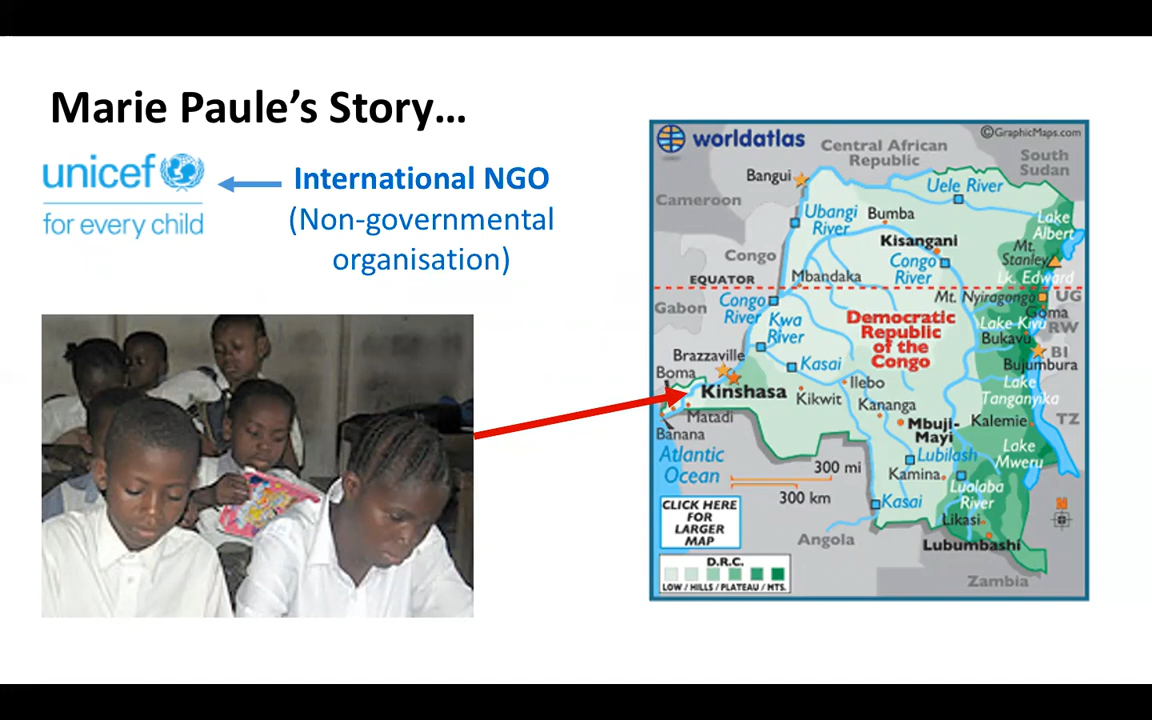 Marie Paule's Story…
unicef
for every child
International NGO
(Non-governmental
organisation)
worldatlas
©GraphicMaps.com
Central African
Republic
South
Sudan
Bangui
Cameroon
Uele River
Ubangi
River
Bumba
Lake
Albert
Kisangani
Congo
River
Mt.
Stanley
Congo
EQUATOR
Mbandaka
Lk. Edward
Gabon
Congo
River
Mt. Nyiragongo
UG
Goma
RW
Kwa
River
Democratic
Republic
of the
Congo
Lake Kivu
Bukavu
BI
Bujumbura
Brazzaville
Boma
Kasai
Kinshasa
Ilebo
Kikwit
Kananga
Lake
Tanganyika
Matadi
Banana
Mbuji-
Mayi
Kalemie
TZ
Atlantic
Ocean
Lubilash
Lake
Mweru
300 mi
300 km
Kamina
Luolaba
River
Kasai
CLICK HERE
FOR
LARGER
MAP
Likasi
N
Angola
Lubumbashi
D.R.C.
LOW / HILLS / PLATEAU / MTS.
Zambia